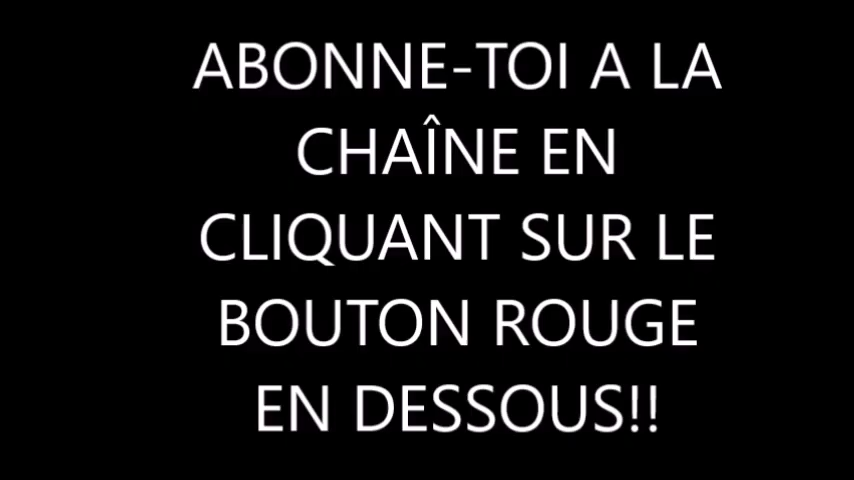 ABONNE-TOI A LA
CHAÎNE EN
CLIQUANT SUR LE
BOUTON ROUGE
EN DESSOUS!!